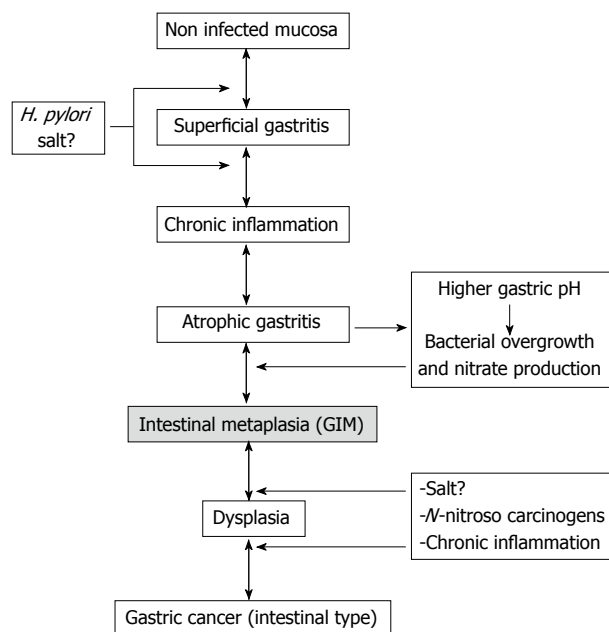 Non infected mucosa
H. pylori
salt?
Superficial gastritis
Chronic inflammation
Atrophic gastritis
Higher gastric pH
Bacterial overgrowth
and nitrate production
Intestinal metaplasia (GIM)
-Salt?
-N-nitroso carcinogens
-Chronic inflammation
Dysplasia
Gastric cancer (intestinal type)